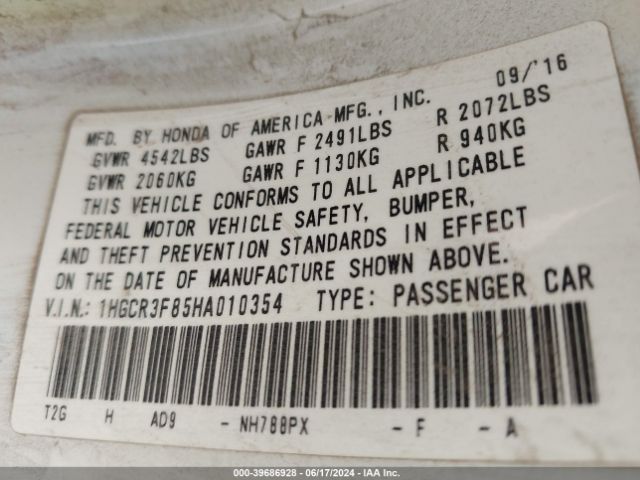 MFD. BY HONDA OF AMERICA MFG., INC. 09/'16
GVWR 4542LBS GAWR F 2491LBS R 2072LBS
GVWR 2060KG GAWR F 1130KG R 940KG
THIS VEHICLE CONFORMS TO ALL APPLICABLE
FEDERAL MOTOR VEHICLE SAFETY, BUMPER,
AND THEFT PREVENTION STANDARDS IN EFFECT
ON THE DATE OF MANUFACTURE SHOWN ABOVE.
V.I.N.: 1HGCR3F85HA010354 TYPE: PASSENGER CAR
T2G H AD9 - NH788PX - F - A
000-39686928 - 06/17/2024 - IAA Inc.